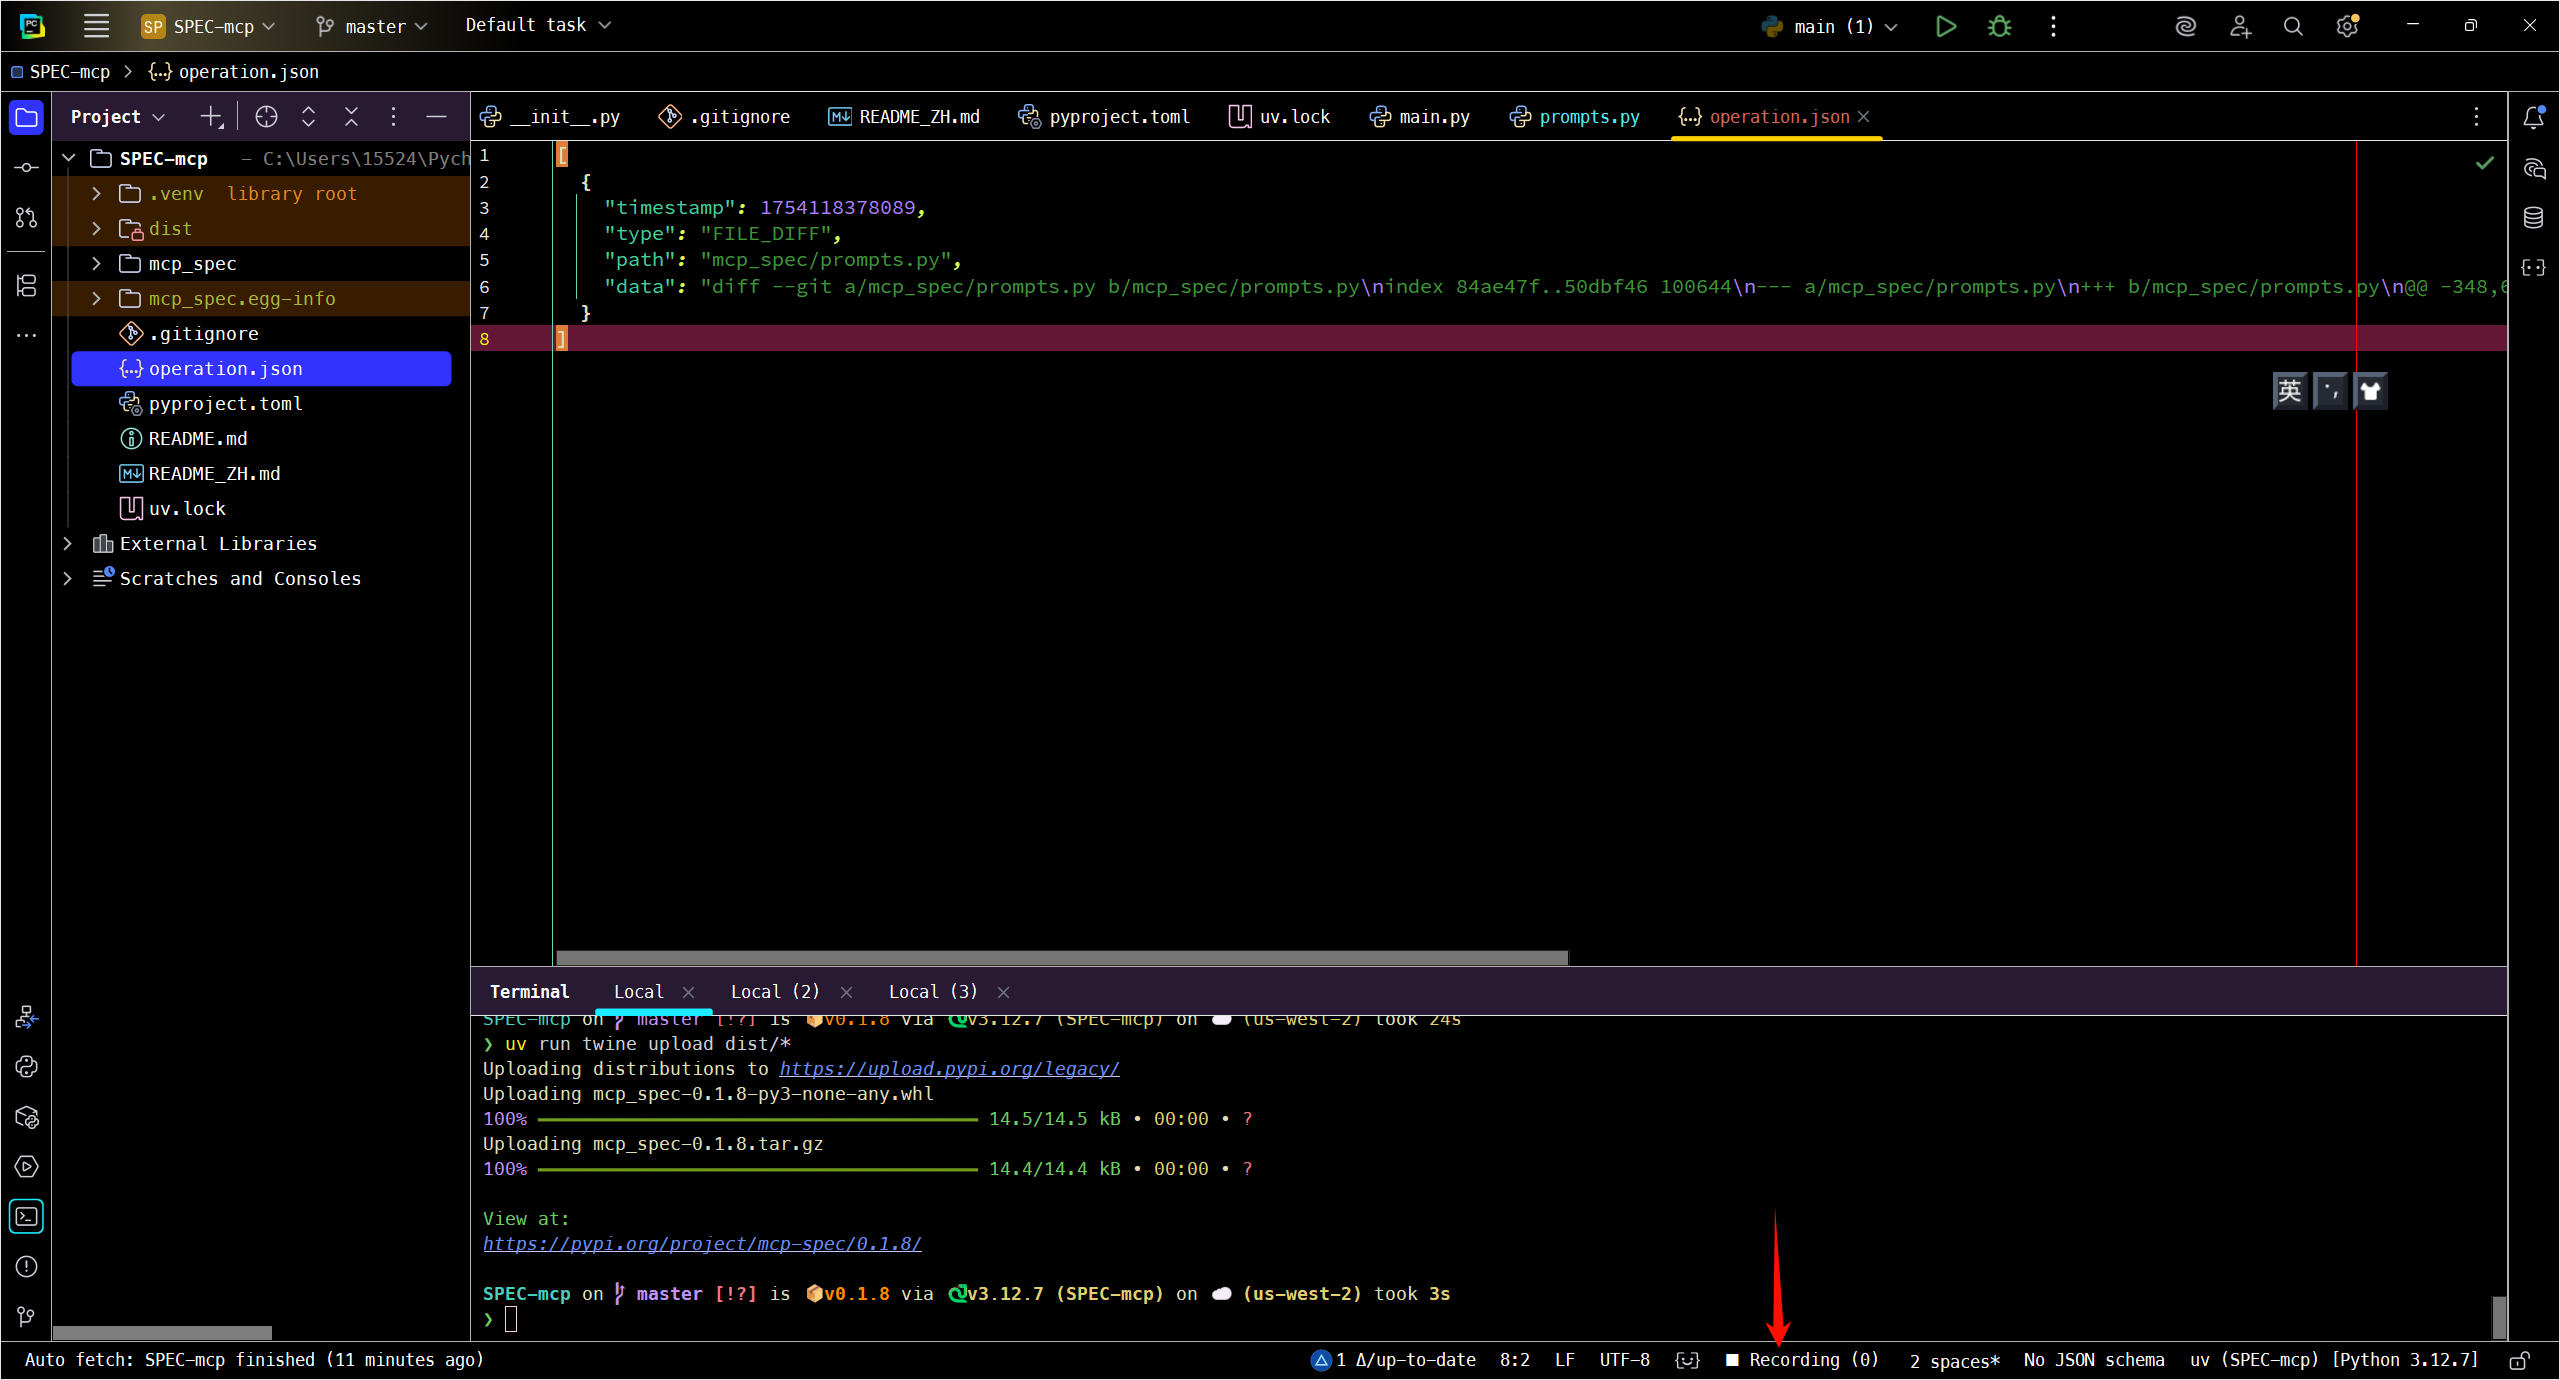 PC
SP SPEC-mcp
master
Default task
main (1)
SPEC-mcp
operation.json
Project
__init__.py
.gitignore
README_ZH.md
pyproject.toml
uv.lock
main.py
prompts.py
operation.json
SPEC-mcp – C:\Users\15524\Pych
.venv library root
dist
mcp_spec
mcp_spec.egg-info
.gitignore
operation.json
pyproject.toml
README.md
README_ZH.md
uv.lock
External Libraries
Scratches and Consoles
1 [
2 {
3 "timestamp": 1754118378089,
4 "type": "FILE_DIFF",
5 "path": "mcp_spec/prompts.py",
6 "data": "diff --git a/mcp_spec/prompts.py b/mcp_spec/prompts.py\nindex 84ae47f..50dbf46 100644\n--- a/mcp_spec/prompts.py\n+++ b/mcp_spec/prompts.py\n@@ -348,6
7 }
8 ]
英
Terminal
Local
Local (2)
Local (3)
SPEC-mcp on master [!?] is v0.1.8 via v3.12.7 (SPEC-mcp) on (us-west-2) took 24s
❯ uv run twine upload dist/*
Uploading distributions to https://upload.pypi.org/legacy/
Uploading mcp_spec-0.1.8-py3-none-any.whl
100% 14.5/14.5 kB • 00:00 • ?
Uploading mcp_spec-0.1.8.tar.gz
100% 14.4/14.4 kB • 00:00 • ?
View at:
https://pypi.org/project/mcp-spec/0.1.8/
SPEC-mcp on master [!?] is v0.1.8 via v3.12.7 (SPEC-mcp) on (us-west-2) took 3s
❯
Auto fetch: SPEC-mcp finished (11 minutes ago)
1 Δ/up-to-date
8:2
LF
UTF-8
Recording (0)
2 spaces*
No JSON schema
uv (SPEC-mcp) [Python 3.12.7]